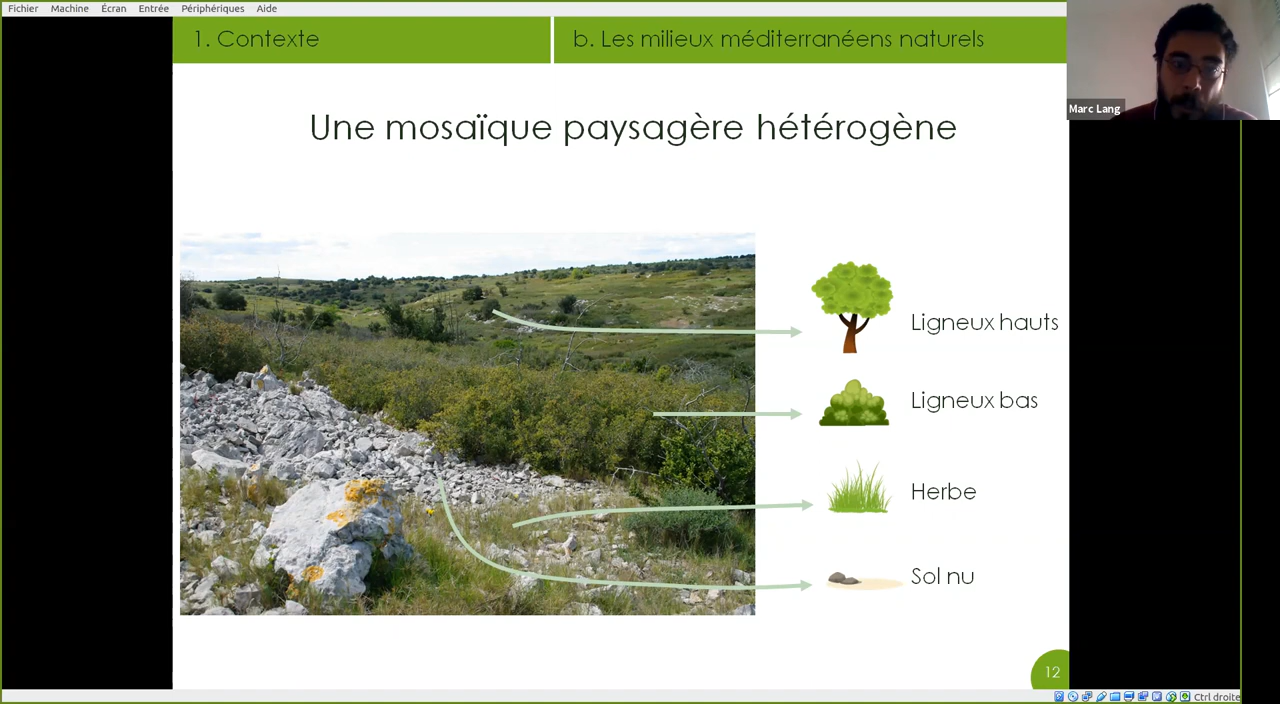 Fichier Machine Écran Entrée Périphériques Aide
1. Contexte
b. Les milieux méditerranéens naturels
Marc Lang
Une mosaïque paysagère hétérogène
Ligneux hauts
Ligneux bas
Herbe
Sol nu
12
Ctrl droite